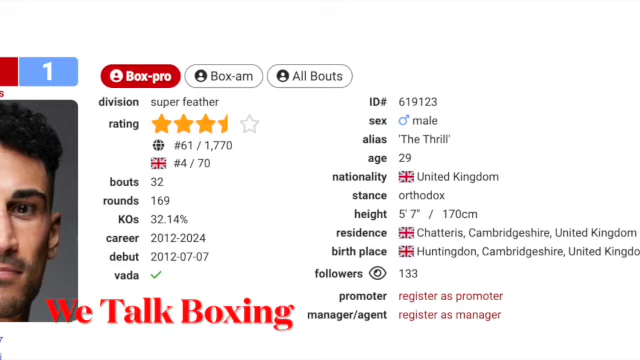 1
s
Box-pro Box-am All Bouts
division super feather
rating
#61 / 1,770
#4 / 70
bouts 32
rounds 169
KOs 32.14%
career 2012-2024
debut 2012-07-07
vada
ID# 619123
sex male
alias 'The Thrill'
age 29
nationality United Kingdom
stance orthodox
height 5' 7" / 170cm
residence Chatteris, Cambridgeshire, United Kingdom
birth place Huntingdon, Cambridgeshire, United Kingdo
followers 133
promoter register as promoter
manager/agent register as manager
We Talk Boxing